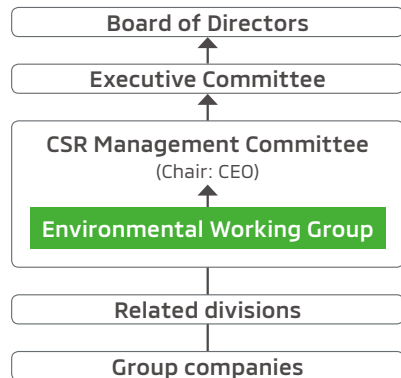 Board of Directors
Executive Committee
CSR Management Committee
(Chair: CEO)
Environmental Working Group
Related divisions
Group companies